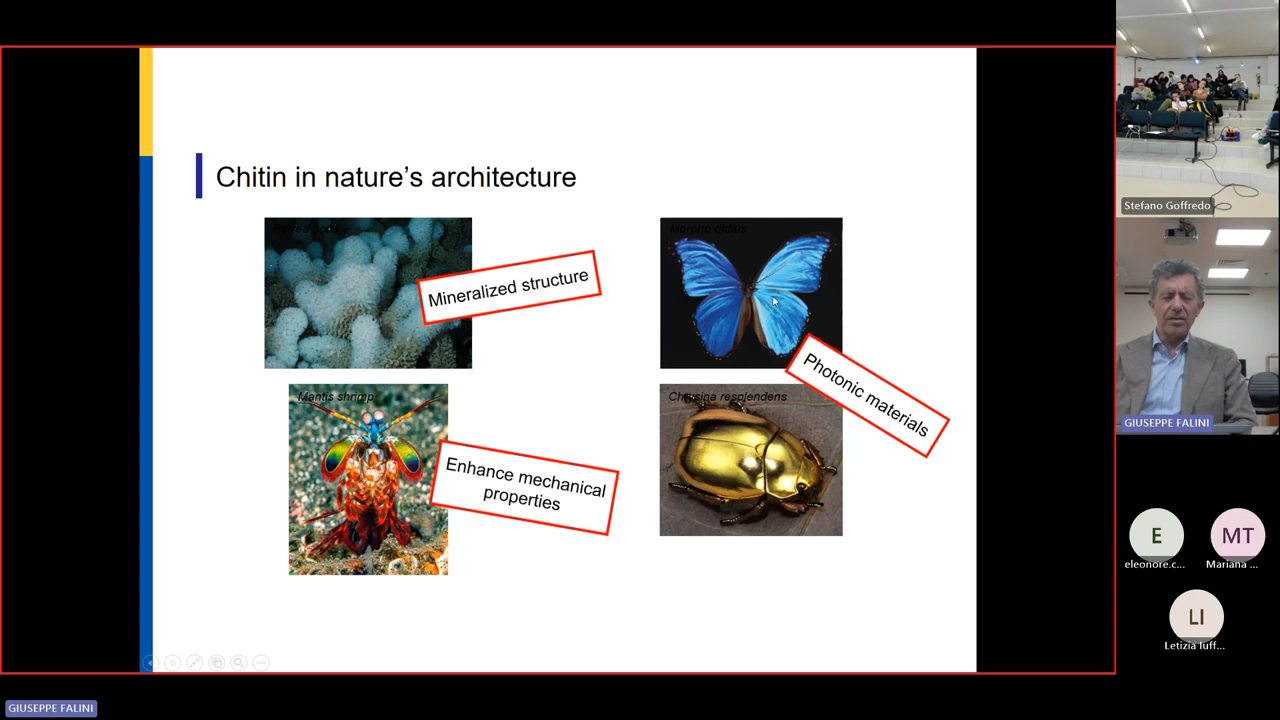 Chitin in nature's architecture
Mineralized structure
Morpho didius
Photonic materials
Mantis shrimp
Enhance mechanical
properties
Chrysina resplendens
Stefano Goffredo
GIUSEPPE FALINI
E
eleonore.c...
MT
Mariana ...
LI
Letizia Iuff...
GIUSEPPE FALINI